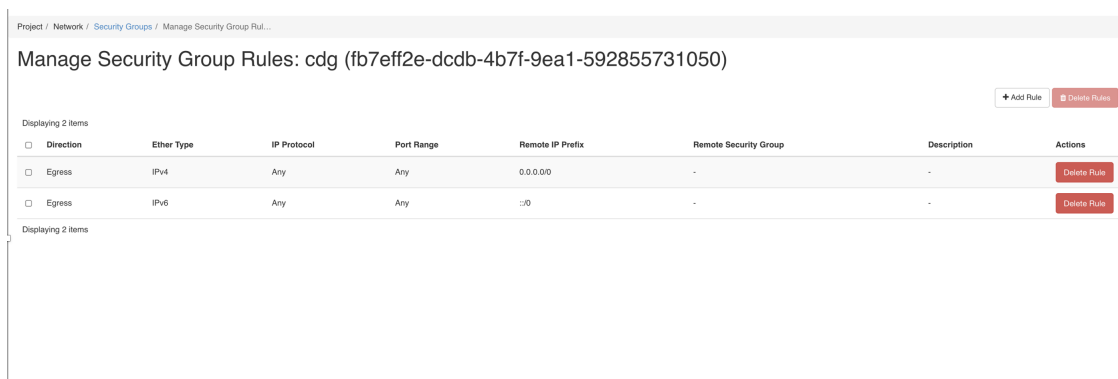 Project / Network / Security Groups / Manage Security Group Rul...
Manage Security Group Rules: cdg (fb7eff2e-dcdb-4b7f-9ea1-592855731050)
+ Add Rule Delete Rules
Displaying 2 items
Direction Ether Type IP Protocol Port Range Remote IP Prefix Remote Security Group Description Actions
Egress IPv4 Any Any 0.0.0.0/0 - - Delete Rule
Egress IPv6 Any Any ::/0 - - Delete Rule
Displaying 2 items